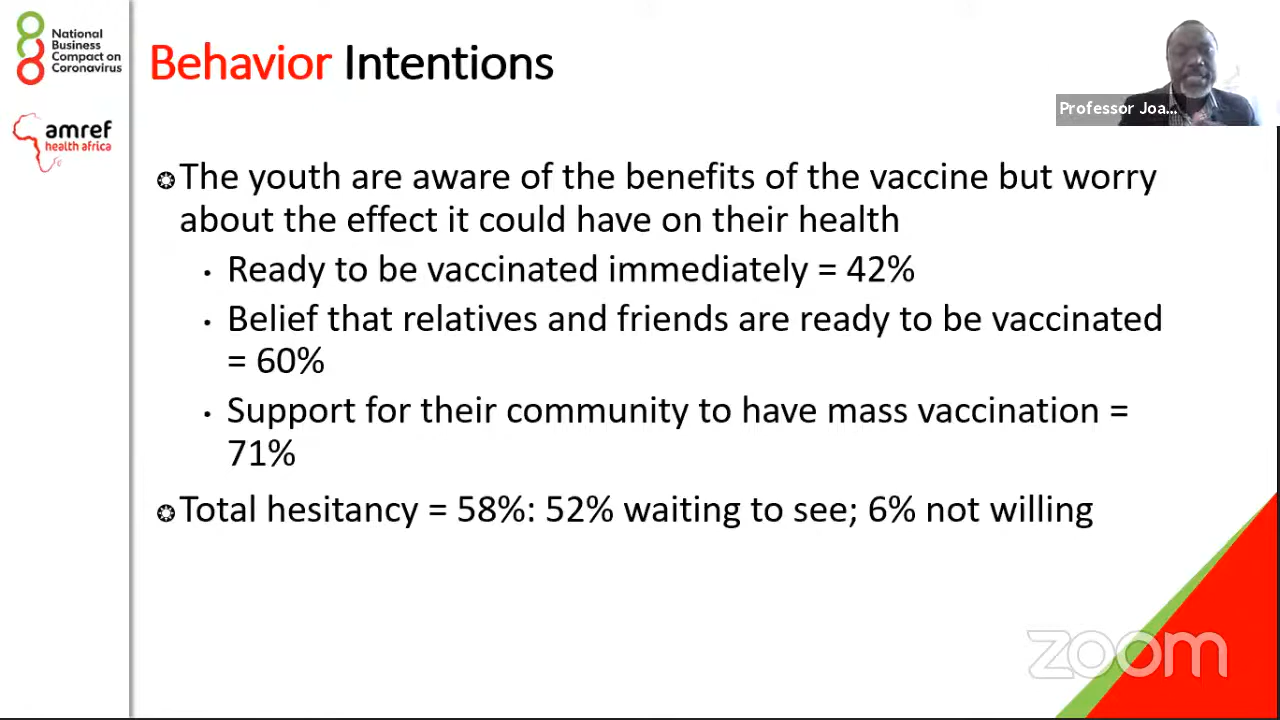 National
Business
Compact on
Coronavirus
amref
health africa
Behavior Intentions
Professor Joa...
The youth are aware of the benefits of the vaccine but worry
about the effect it could have on their health
Ready to be vaccinated immediately = 42%
Belief that relatives and friends are ready to be vaccinated
= 60%
Support for their community to have mass vaccination =
71%
Total hesitancy = 58%: 52% waiting to see; 6% not willing
zoom